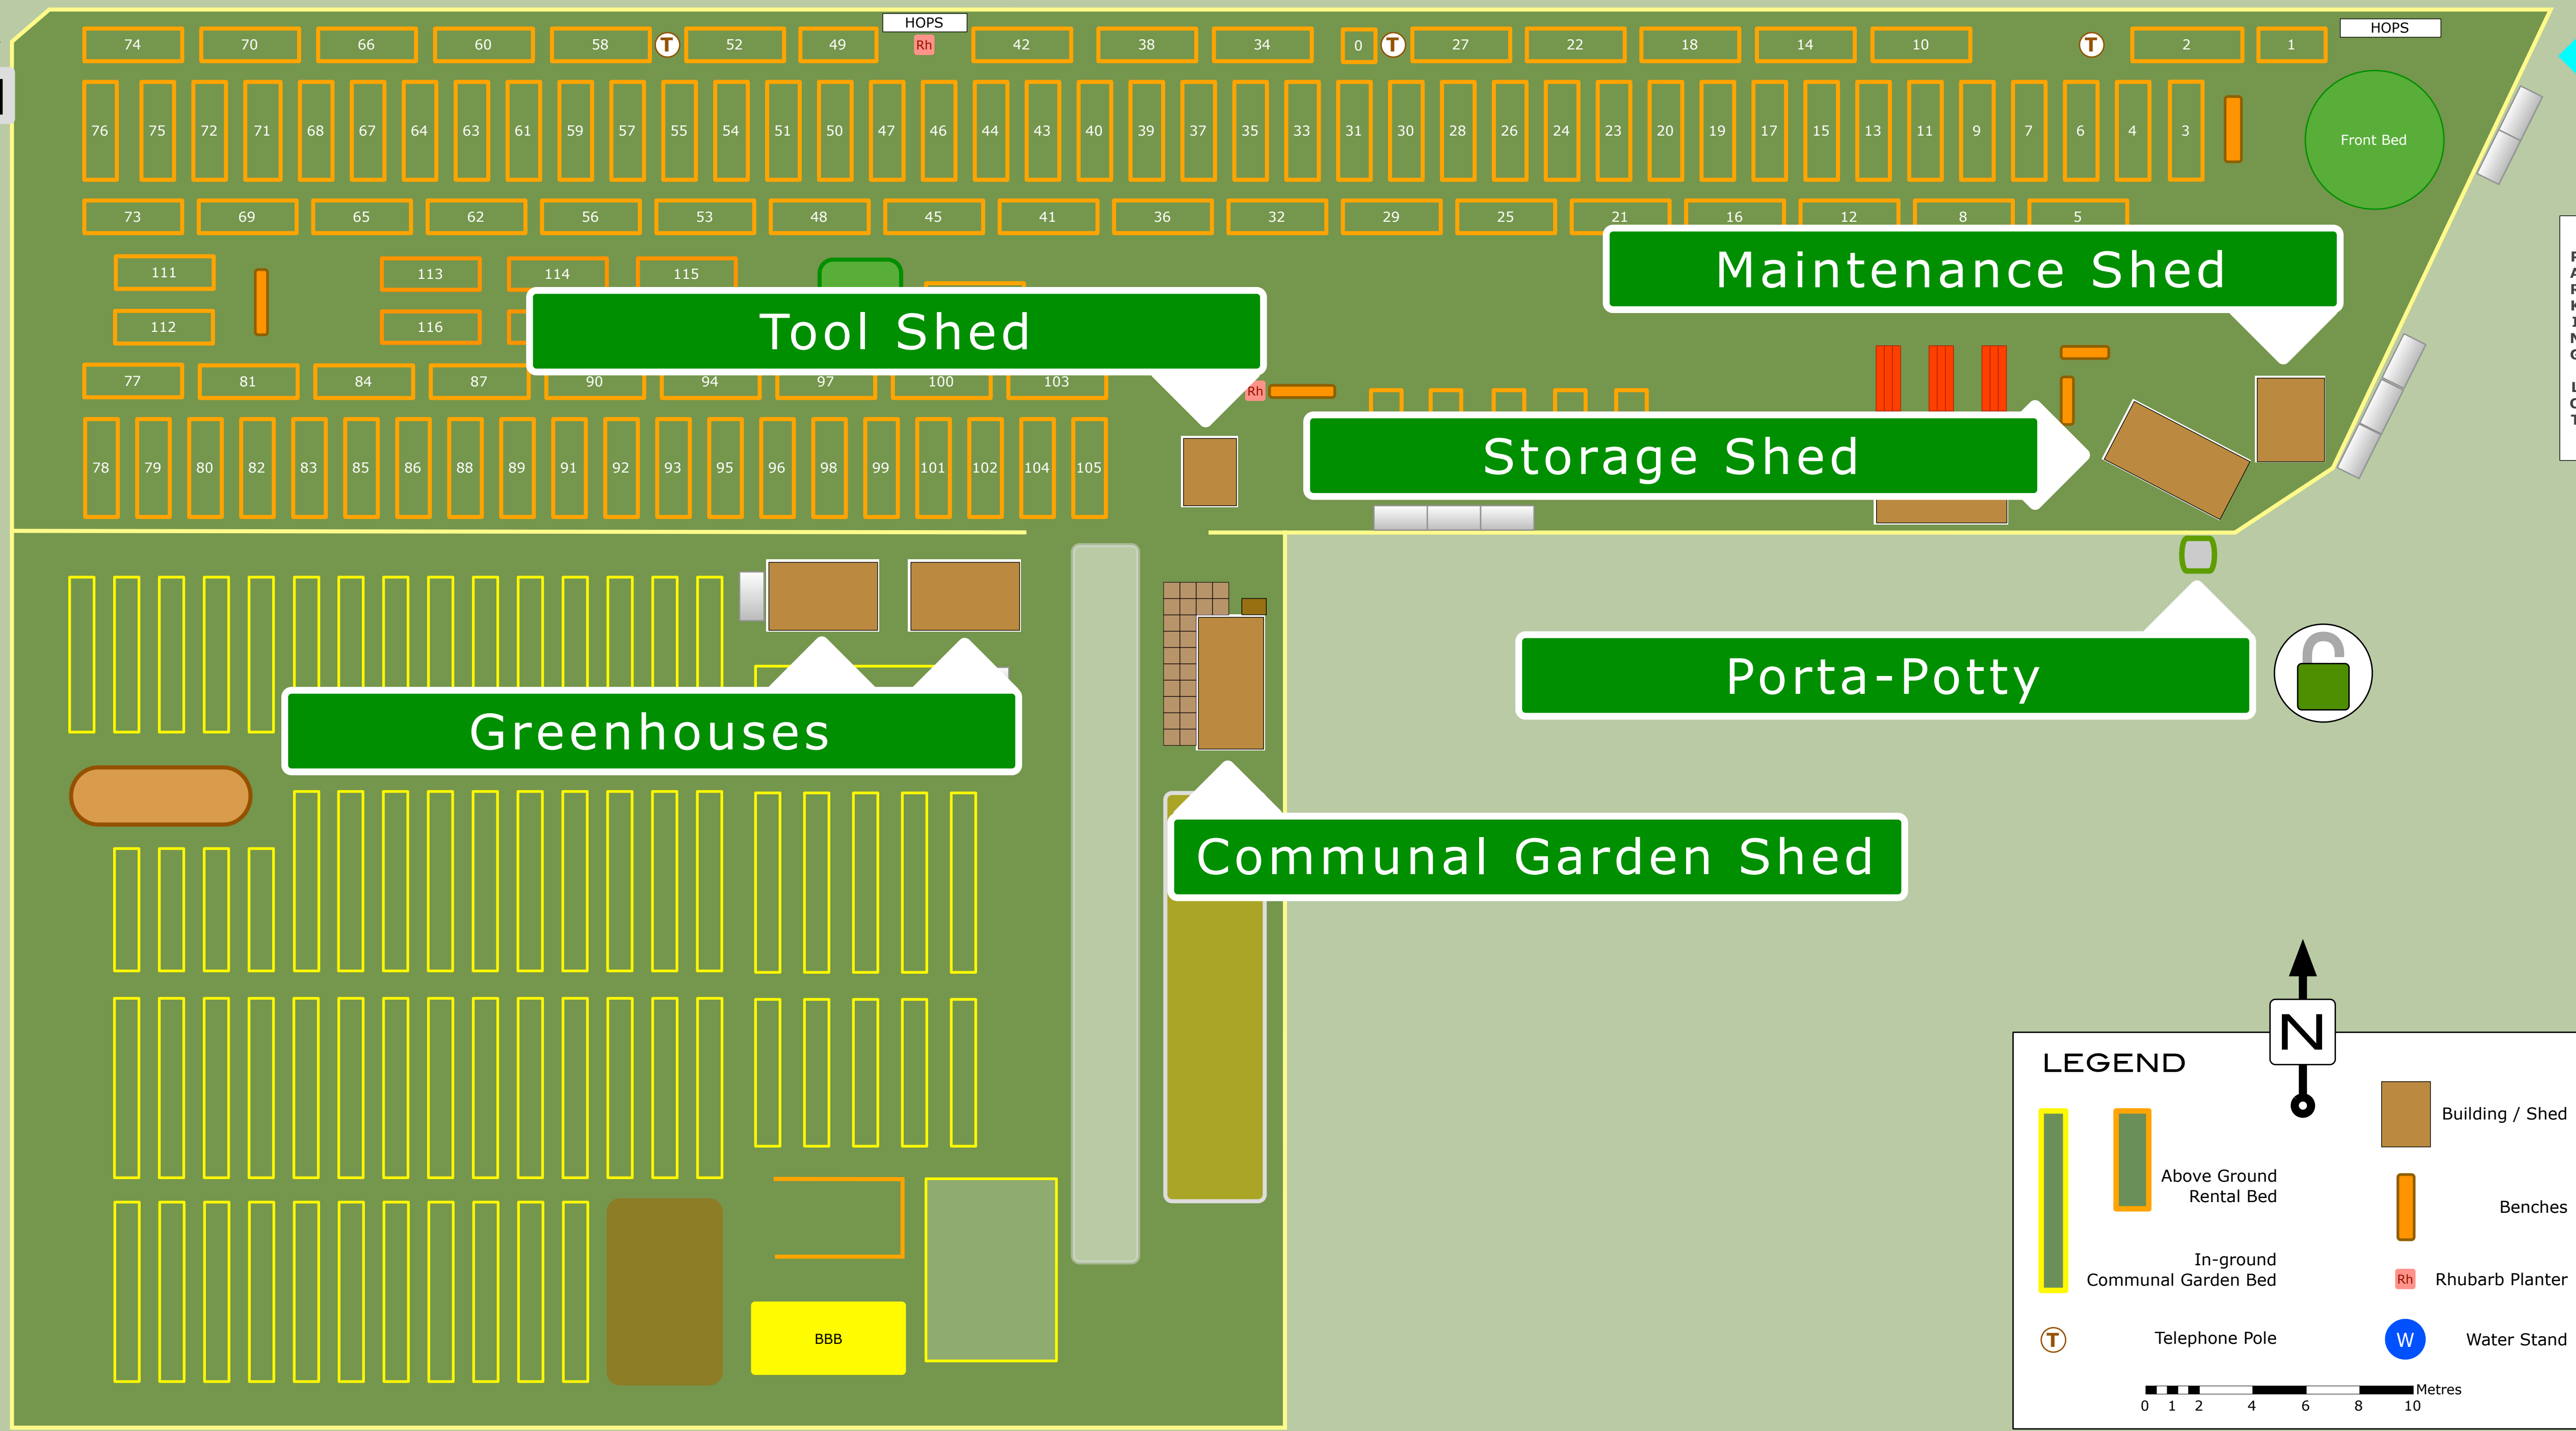 HOPS
HOPS
74 70 66 60 58 T 52 49 Rh 42 38 34 0 T 27 22 18 14 10 T 2 1
76 75 72 71 68 67 64 63 61 59 57 55 54 51 50 47 46 44 43 40 39 37 35 33 31 30 28 26 24 23 20 19 17 15 13 11 9 7 6 4 3
Front Bed
73 69 65 62 56 53 48 45 41 36 32 29 25 21 16 12 8 5
111 113 114 115
Maintenance Shed
112 116
Tool Shed
77 81 84 87 90 94 97 100 103
Rh
78 79 80 82 83 85 86 88 89 91 92 93 95 96 98 99 101 102 104 105
Storage Shed
Porta-Potty
Greenhouses
Communal Garden Shed
BBB
N
LEGEND
Building / Shed
Above Ground
Rental Bed
Benches
In-ground
Communal Garden Bed
Rh Rhubarb Planter
T Telephone Pole
W Water Stand
Metres
0 1 2 4 6 8 10